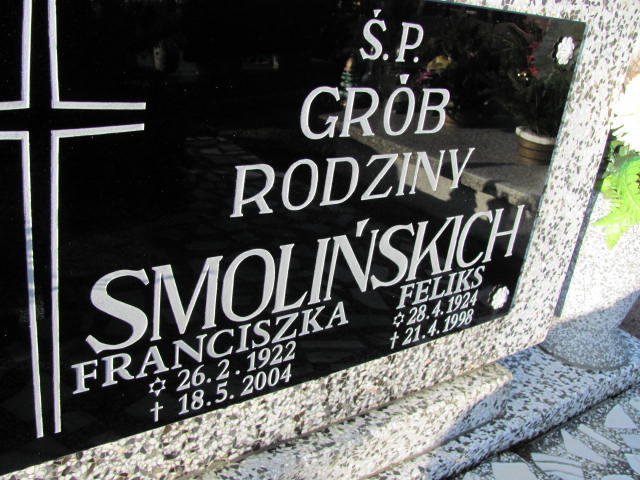 Ś.P.
GRÓB
RODZINY
SMOLIŃSKICH
FRANCISZKA
✡ 26.2.1922
† 18.5.2004
FELIKS
✡ 28.4.1924
† 21.4.1998